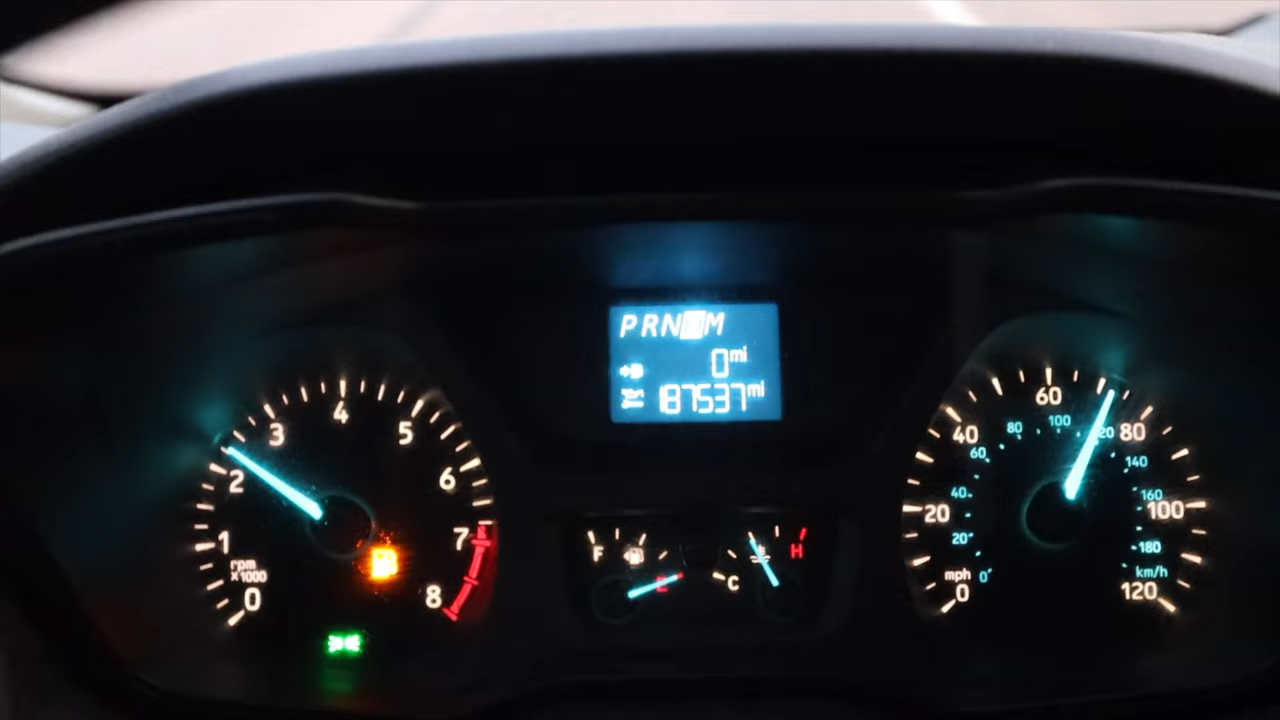 PRNDM
0mi
187537mi
0 1 2 3 4 5 6 7 8
rpm
x1000
F E
C H
0 20 40 60 80 100 120
mph
0 20 40 60 80 100 120 140 160 180
km/h